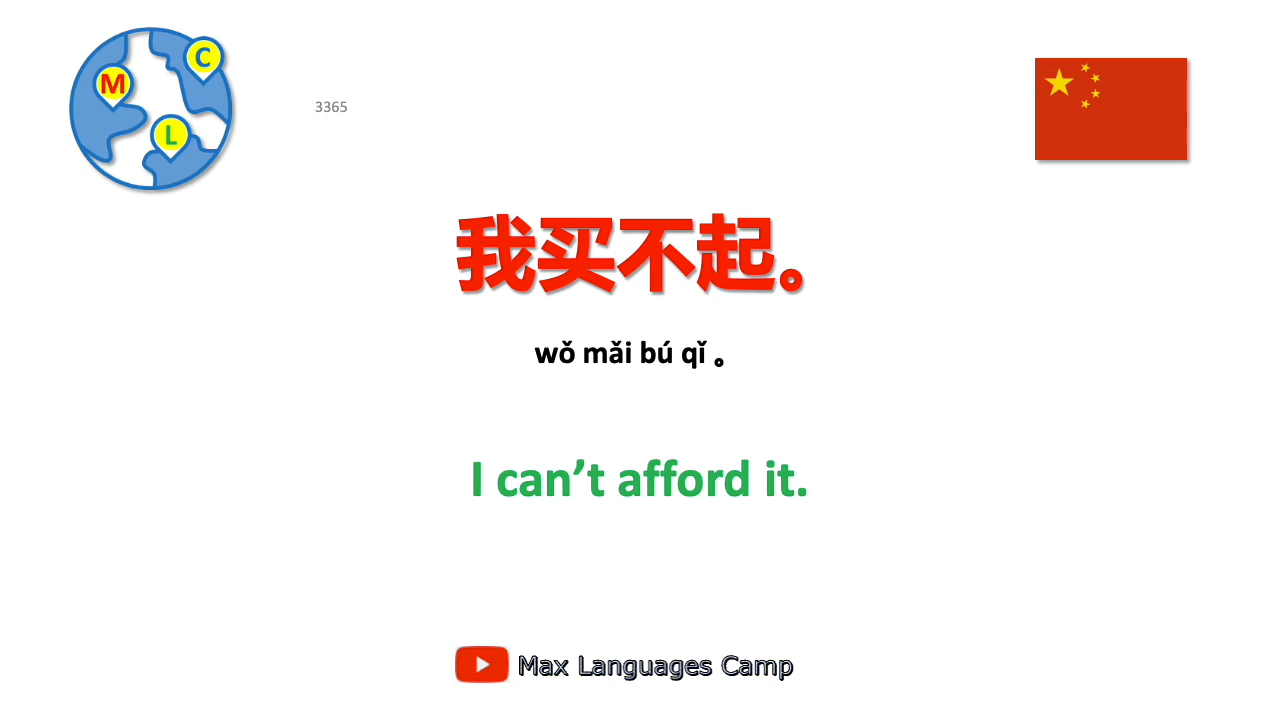 C
M
L
3365
我买不起。
wǒ mǎi bú qǐ 。
I can’t afford it.
Max Languages Camp